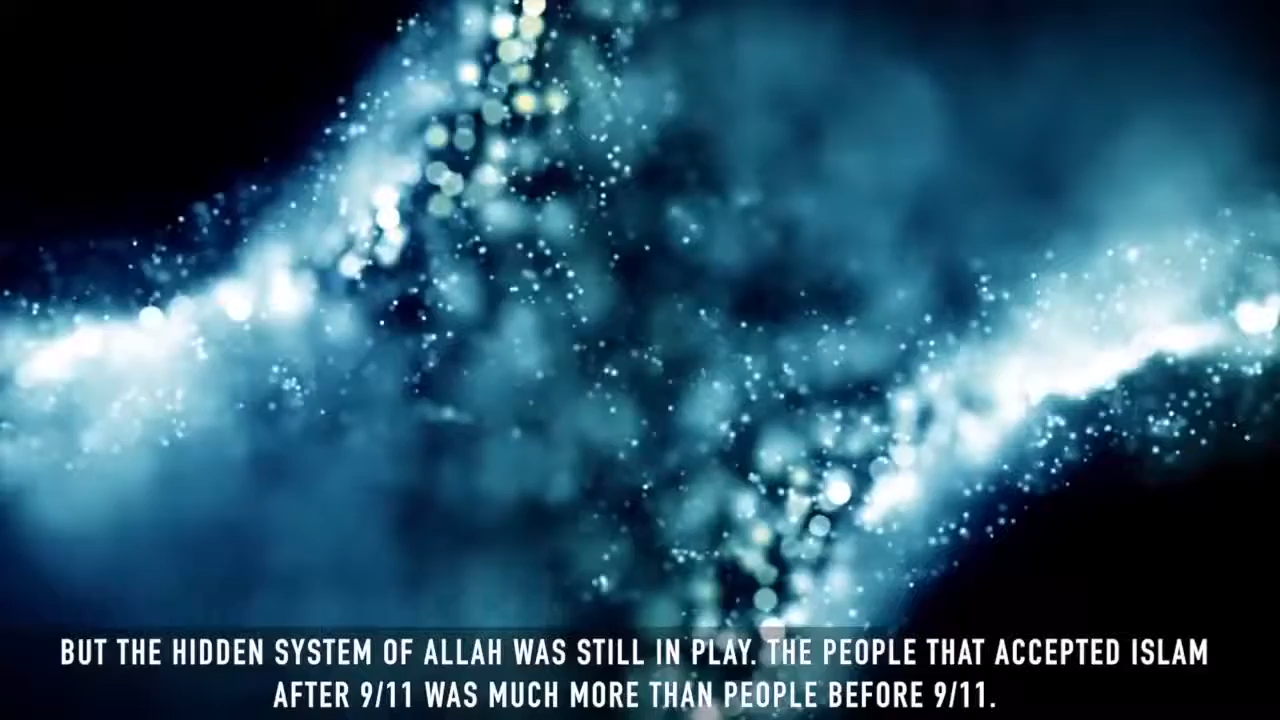 BUT THE HIDDEN SYSTEM OF ALLAH WAS STILL IN PLAY. THE PEOPLE THAT ACCEPTED ISLAM
AFTER 9/11 WAS MUCH MORE THAN PEOPLE BEFORE 9/11.